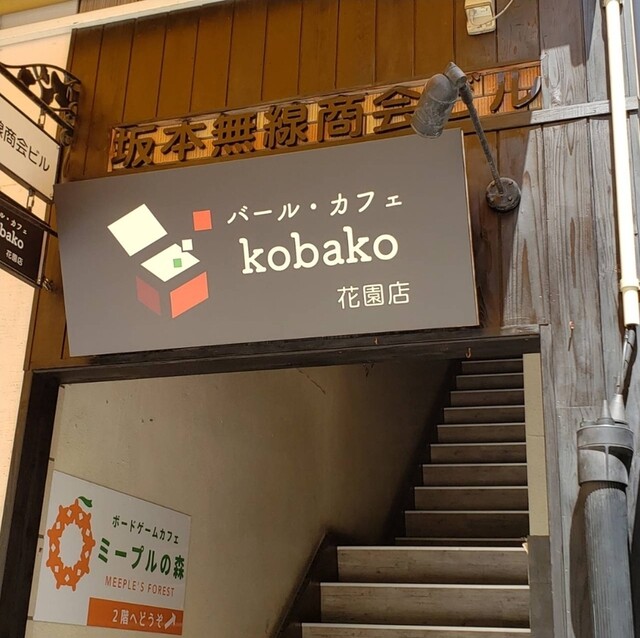 坂本無線商会ビル
バール・カフェ
kobako
花園店
線商会ビル
ール・カフェ
bako
花園店
ボードゲームカフェ
ミープルの森
MEEPLE'S FOREST
2階へどうぞ